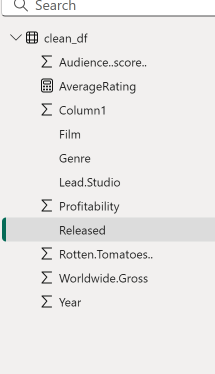 Search
clean_df
Audience..score..
AverageRating
Column1
Film
Genre
Lead.Studio
Profitability
Released
Rotten.Tomatoes..
Worldwide.Gross
Year